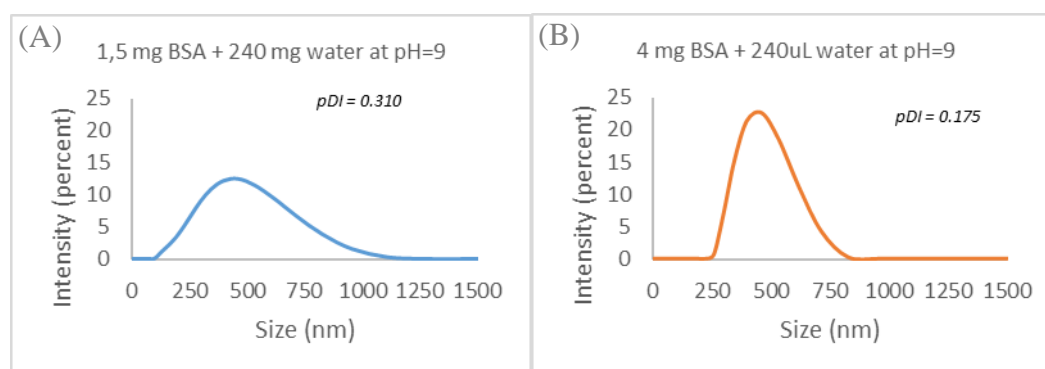 (A)
1,5 mg BSA + 240 mg water at pH=9
pDI = 0.310
Intensity (percent)
25
20
15
10
5
0
0 250 500 750 1000 1250 1500
Size (nm)
(B)
4 mg BSA + 240uL water at pH=9
pDI = 0.175
Intensity (percent)
25
20
15
10
5
0
0 250 500 750 1000 1250 1500
Size (nm)